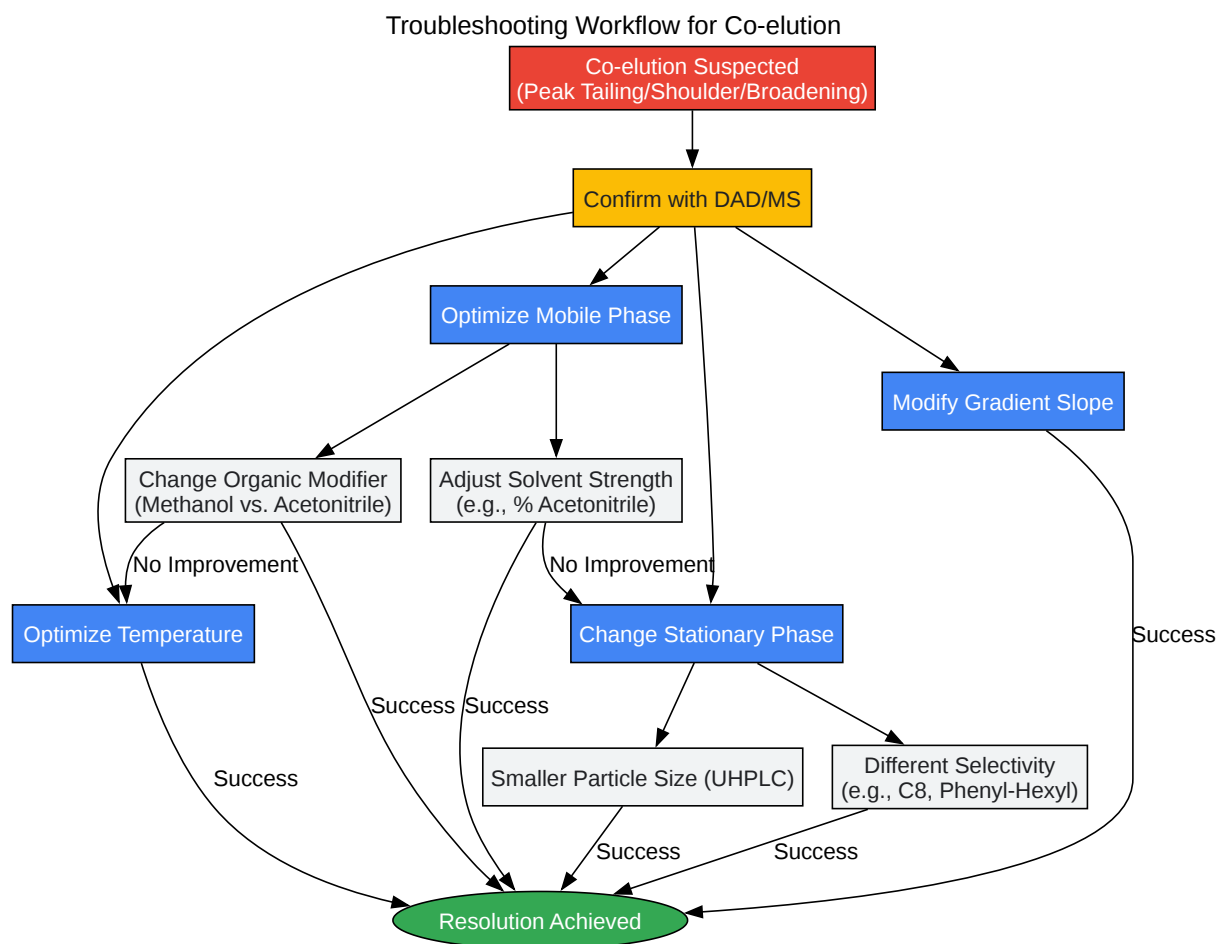 Troubleshooting Workflow for Co-elution
Co-elution Suspected
(Peak Tailing/Shoulder/Broadening)
Confirm with DAD/MS
Optimize Mobile Phase
Modify Gradient Slope
Change Organic Modifier
(Methanol vs. Acetonitrile)
Adjust Solvent Strength
(e.g., % Acetonitrile)
No Improvement
No Improvement
Optimize Temperature
Change Stationary Phase
Success
Success
Success
Smaller Particle Size (UHPLC)
Different Selectivity
(e.g., C8, Phenyl-Hexyl)
Success
Success
Success
Resolution Achieved